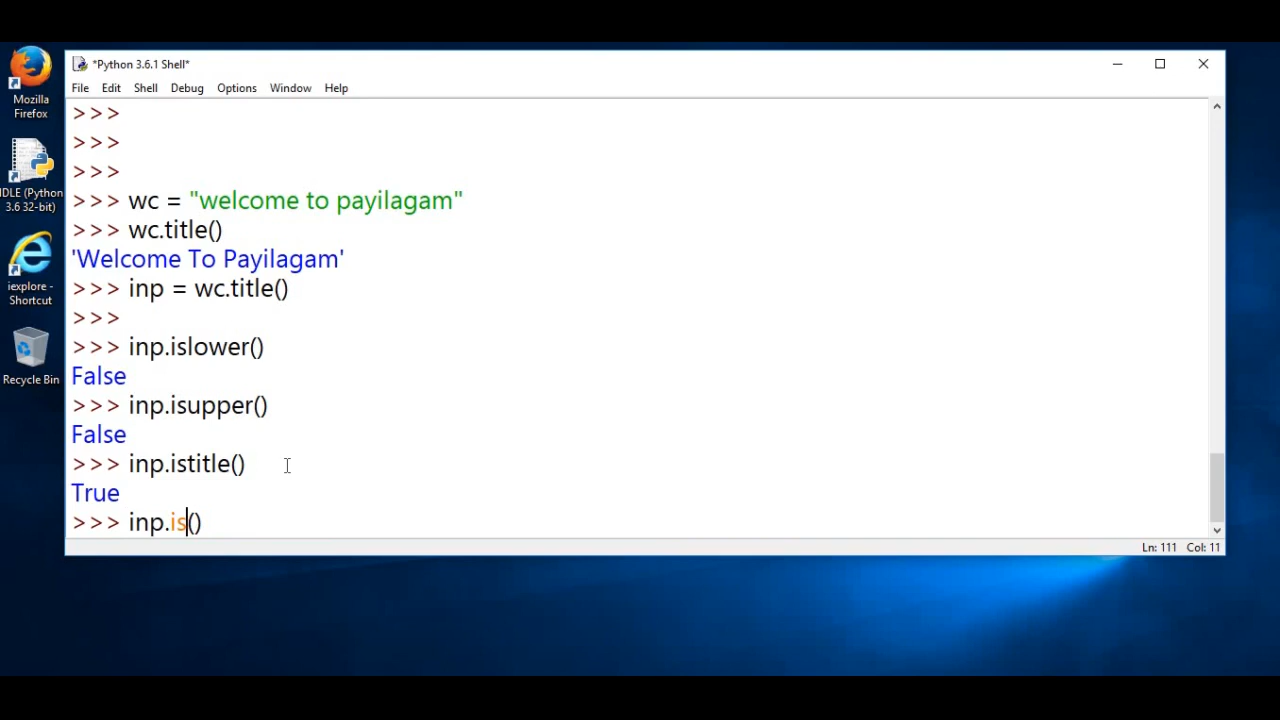 *Python 3.6.1 Shell*
File Edit Shell Debug Options Window Help
>>>
>>>
>>>
>>> wc = "welcome to payilagam"
>>> wc.title()
'Welcome To Payilagam'
>>> inp = wc.title()
>>>
>>> inp.islower()
False
>>> inp.isupper()
False
>>> inp.istitle()
True
>>> inp.is()
Ln: 111 Col: 11
Mozilla
Firefox
IDLE (Python
3.6 32-bit)
iexplore -
Shortcut
Recycle Bin